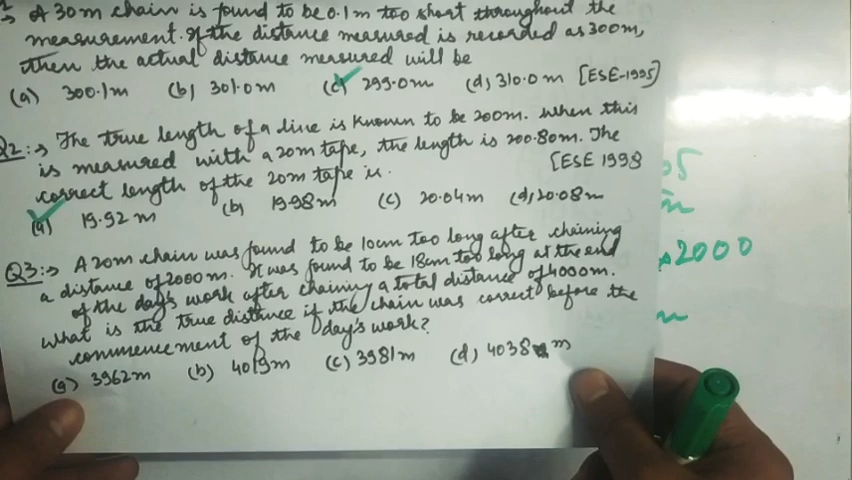 A 30m chain is found to be 0.1m too short throughout the
measurement. If the distance measured is recorded as 300m,
then the actual distance measured will be
(a) 300.1m (b) 301.0m (c) 299.0m (d) 310.0m [ESE-1995]
Q2:→ The true length of a line is known to be 200m. When this
is measured with a 20m tape, the length is 200.80m. The
correct length of the 20m tape is. [ESE 1998
(a) 19.92m (b) 19.98m (c) 20.04m (d) 20.08m
Q3:→ A 20m chain was found to be 10cm too long after chaining
a distance of 2000m. It was found to be 18cm too long at the end
of the day's work after chaining a total distance of 4000m.
What is the true distance if the chain was correct before the
commencement of the day's work?
(a) 3962m (b) 4019m (c) 3981m (d) 4038 m
05
m
×2000
m